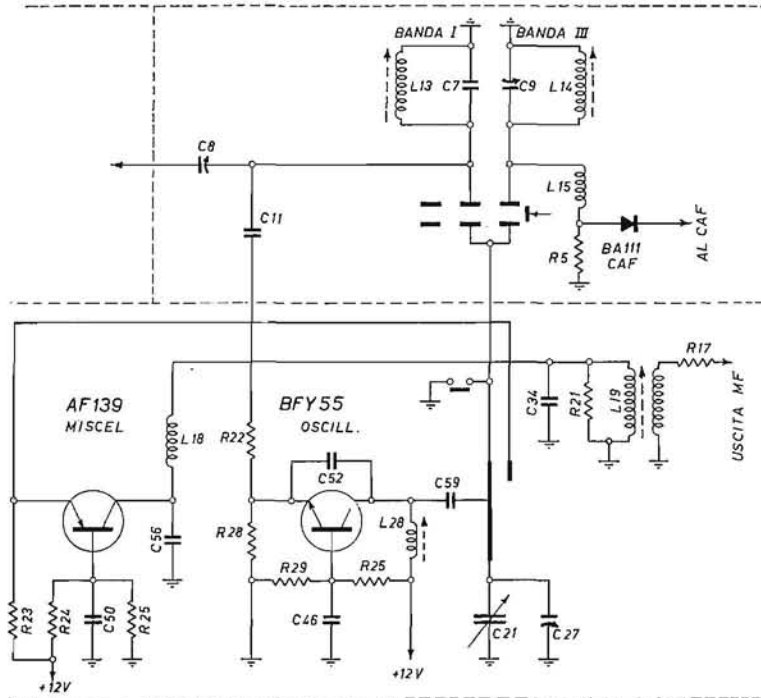 BANDA I
BANDA III
L13
C7
C9
L14
C8
C11
L15
R5
BA111
CAF
AL CAF
AF139
MISCEL
L18
BFY55
OSCILL.
R22
C52
C59
C34
R21
L19
R17
USCITA MF
C56
R28
L28
R29
R25
R23
R24
C50
R25
C46
C21
C27
+12V
+12V